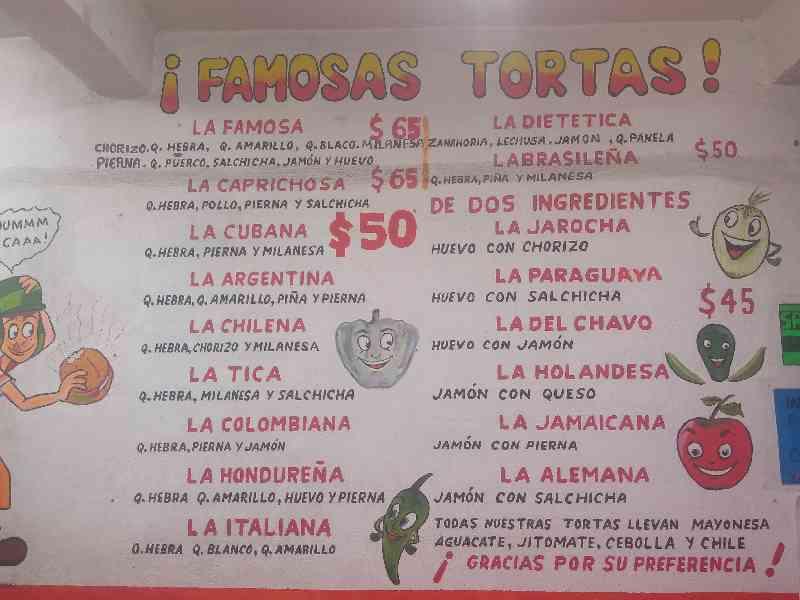 ¡FAMOSAS TORTAS!
LA FAMOSA $65
CHORIZO.Q. HEBRA, Q. AMARILLO, Q.BLACO.MILANESA
PIERNA. Q. PUERCO, SALCHICHA, JAMÓN Y HUEVO
LA CAPRICHOSA $65
Q.HEBRA, POLLO, PIERNA Y SALCHICHA
LA CUBANA $50
Q.HEBRA, PIERNA Y MILANESA
LA ARGENTINA
Q.HEBRA, Q. AMARILLO, PIÑA Y PIERNA
LA CHILENA
Q.HEBRA, CHORIZO Y MILANESA
LA TICA
Q.HEBRA, MILANESA Y SALCHICHA
LA COLOMBIANA
Q.HEBRA, PIERNA Y JAMÓN
LA HONDUREÑA
Q. HEBRA Q. AMARILLO, HUEVO Y PIERNA
LA ITALIANA
Q.HEBRA Q. BLANCO, Q. AMARILLO
LA DIETETICA
ZANAHORIA, LECHUSA. JAMON, Q.PANELA
LA BRASILEÑA $50
Q.HEBRA, PIÑA Y MILANESA
DE DOS INGREDIENTES
LA JAROCHA
HUEVO CON CHORIZO
LA PARAGUAYA
HUEVO CON SALCHICHA $45
LA DEL CHAVO
HUEVO CON JAMÓN
LA HOLANDESA
JAMÓN CON QUESO
LA JAMAICANA
JAMÓN CON PIERNA
LA ALEMANA
JAMÓN CON SALCHICHA
TODAS NUESTRAS TORTAS LLEVAN MAYONESA
AGUACATE, JITOMATE, CEBOLLA Y CHILE
¡GRACIAS POR SU PREFERENCIA!
UMMM
CAAA!